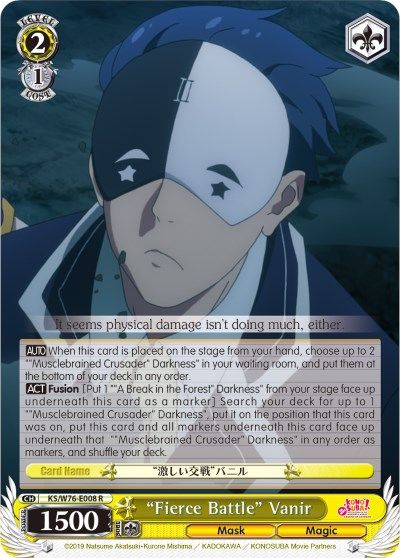 LEVEL
2
1
COST
II
It seems physical damage isn't doing much, either.
AUTO When this card is placed on the stage from your hand, choose up to 2
""Musclebrained Crusader" Darkness" in your waiting room, and put them at
the bottom of your deck in any order.
ACT Fusion [Put 1 ""A Break in the Forest" Darkness" from your stage face up
underneath this card as a marker] Search your deck for up to 1
""Musclebrained Crusader" Darkness", put it on the position that this card
was on, put this card and all markers underneath this card face up
underneath that ""Musclebrained Crusader" Darkness" in any order as
markers, and shuffle your deck.
Card Name "激しい交戦"バニル
CH KS/W76-E008 R
POWER 1500 SOUL "Fierce Battle" Vanir
Mask Magic
KONO SUBA
©2019 Natsume Akatsuki･Kurone Mishima / KADOKAWA / KONOSUBA Movie Partners